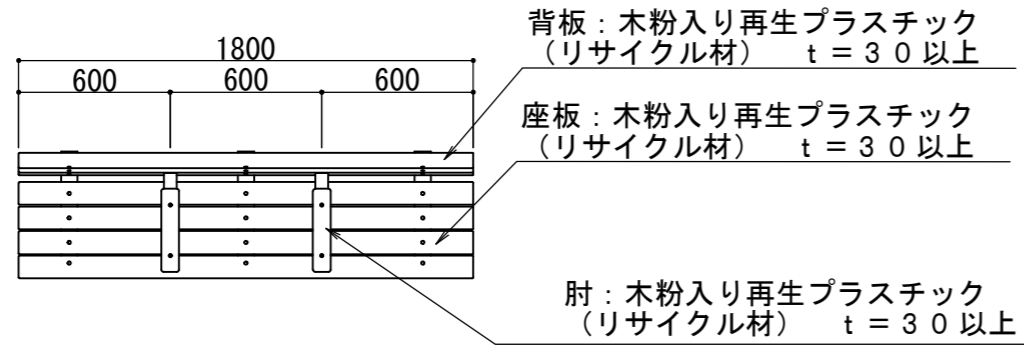 背板：木粉入り再生プラスチック
（リサイクル材）　ｔ＝３０以上
1800
600 600 600
座板：木粉入り再生プラスチック
（リサイクル材）　ｔ＝３０以上
肘：木粉入り再生プラスチック
（リサイクル材）　ｔ＝３０以上